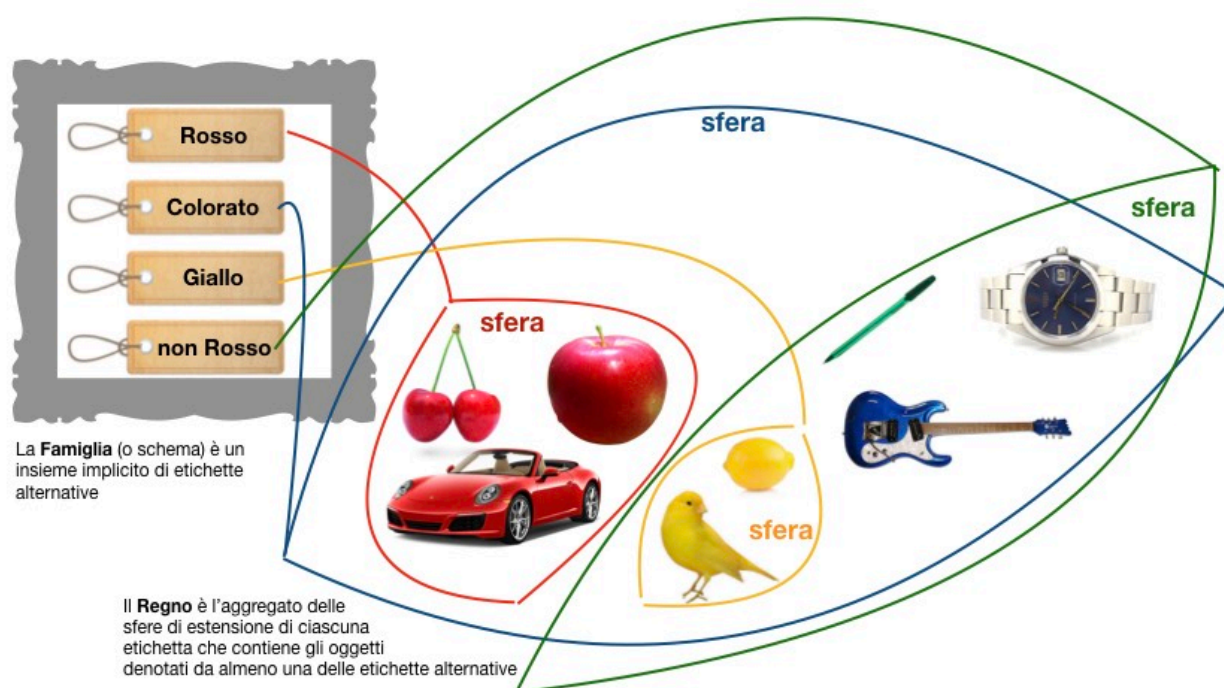 Rosso
Colorato
Giallo
non Rosso
sfera
sfera
sfera
sfera
La Famiglia (o schema) è un
insieme implicito di etichette
alternative
Il Regno è l'aggregato delle
sfere di estensione di ciascuna
etichetta che contiene gli oggetti
denotati da almeno una delle etichette alternative